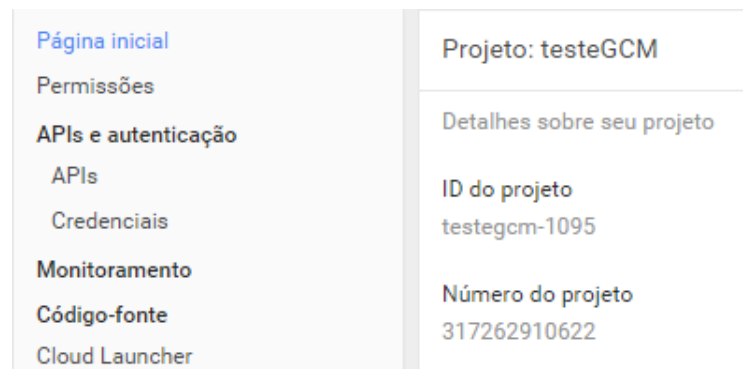 Página inicial
Permissões
APIs e autenticação
APIs
Credenciais
Monitoramento
Código-fonte
Cloud Launcher
Projeto: testeGCM
Detalhes sobre seu projeto
ID do projeto
testegcm-1095
Número do projeto
317262910622